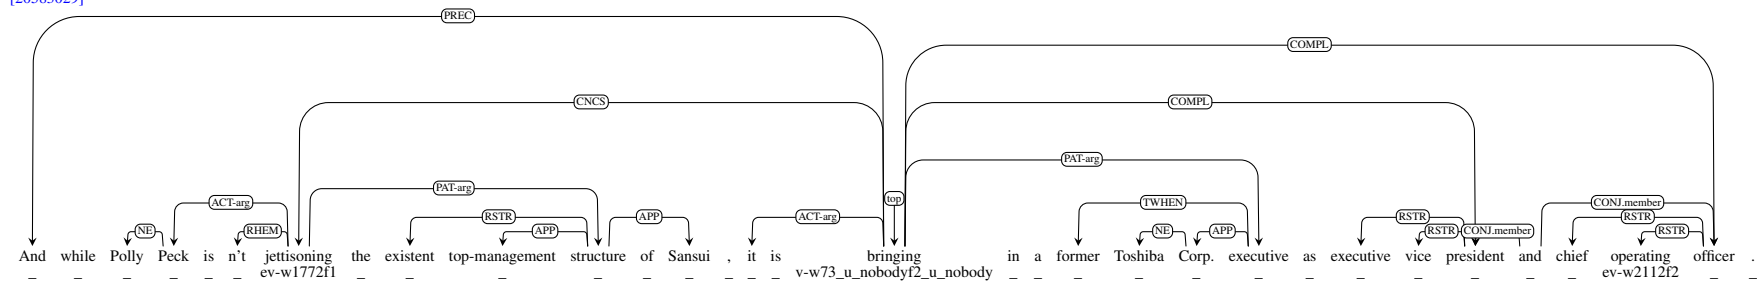 [20585029]
PREC
COMPL
CNCS COMPL
PAT-arg
PAT-arg top
ACT-arg TWHEN CONJ.member
RSTR APP ACT-arg RSTR RSTR
NE RHEM APP NE APP RSTR CONJ.member RSTR
And while Polly Peck is n't jettisoning the existent top-management structure of Sansui , it is bringing in a former Toshiba Corp. executive as executive vice president and chief operating officer .
_ _ _ _ _ _ ev-w1772f1 _ _ _ _ _ _ _ _ _ v-w73_u_nobodyf2_u_nobody _ _ _ _ _ _ _ _ _ _ _ _ ev-w2112f2 _ _